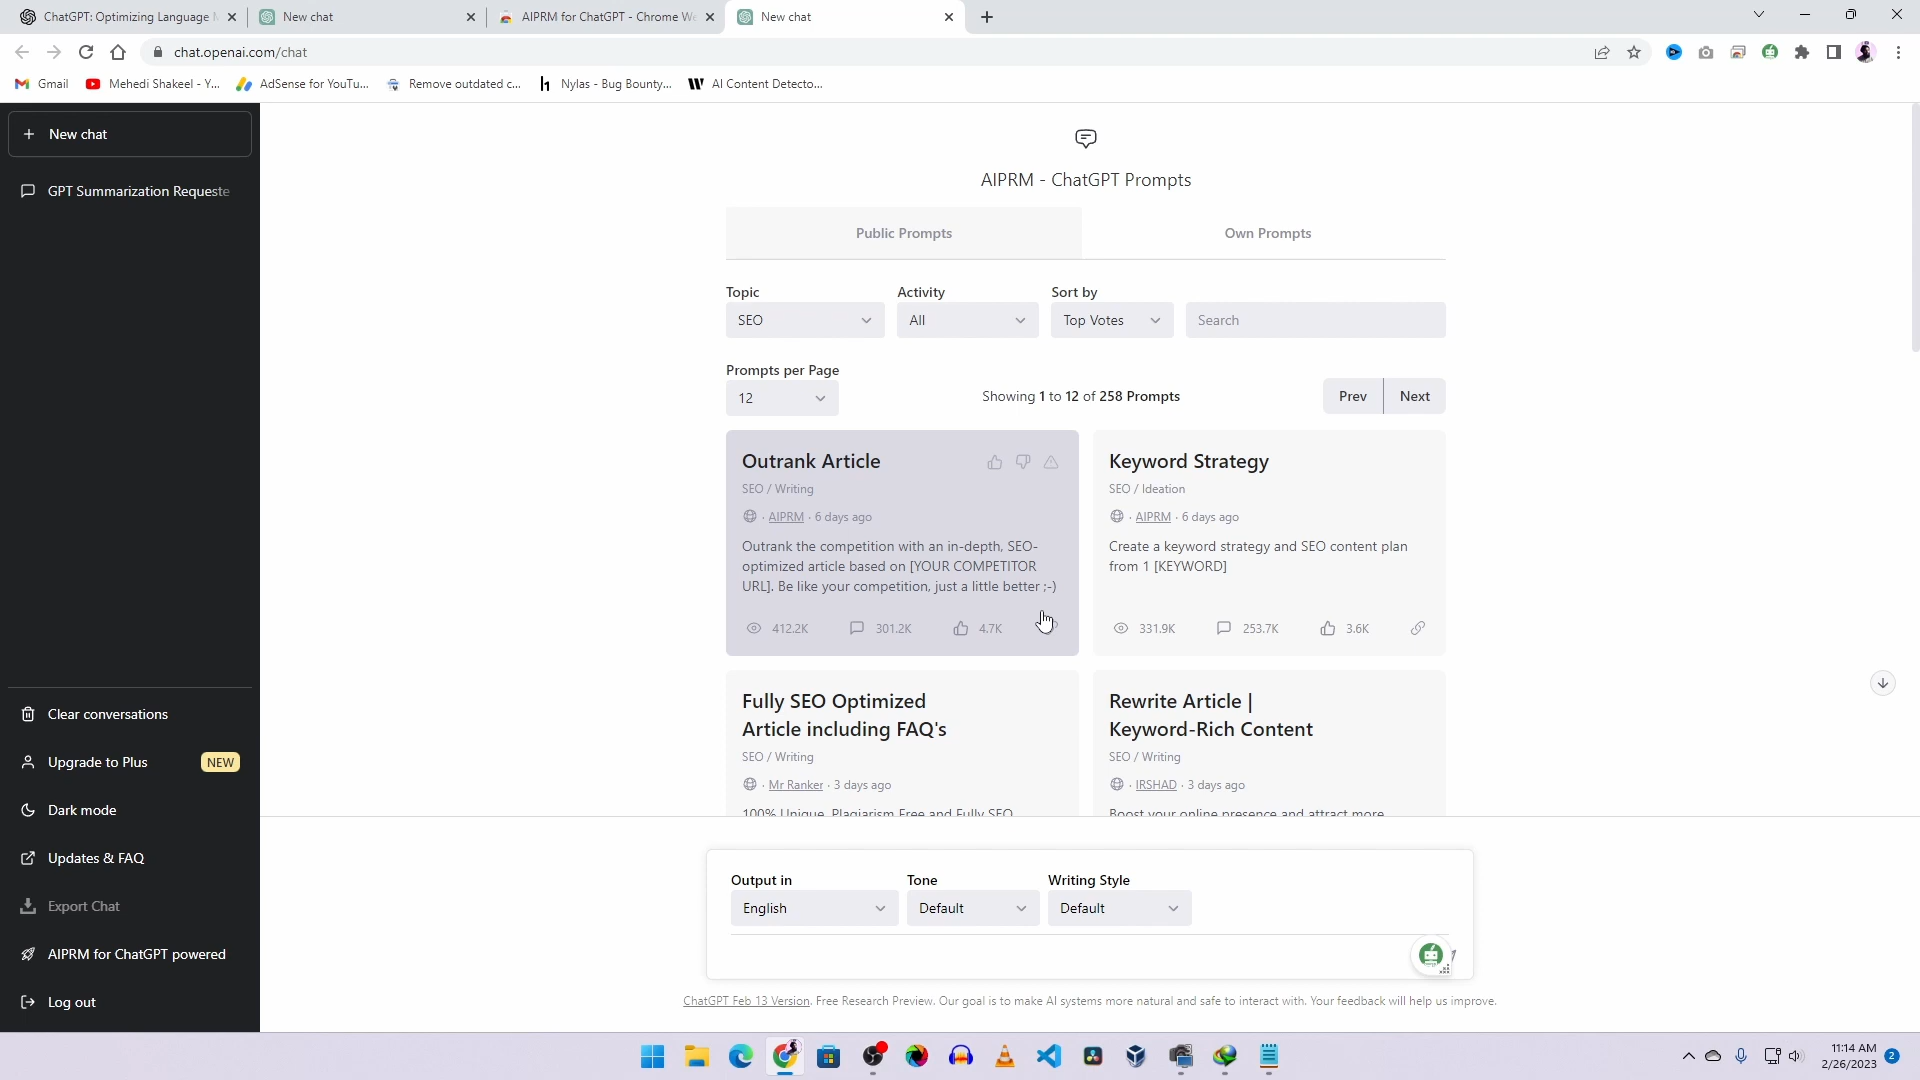 ChatGPT: Optimizing Language M
New chat
AIPRM for ChatGPT - Chrome We
New chat
chat.openai.com/chat
Gmail
Mehedi Shakeel - Y...
AdSense for YouTu...
Remove outdated c...
Nylas - Bug Bounty...
AI Content Detecto...
New chat
GPT Summarization Requeste
AIPRM - ChatGPT Prompts
Public Prompts
Own Prompts
Topic
Activity
Sort by
SEO
All
Top Votes
Search
Prompts per Page
12
Showing 1 to 12 of 258 Prompts
Prev
Next
Outrank Article
SEO / Writing
· AIPRM · 6 days ago
Outrank the competition with an in-depth, SEO-
optimized article based on [YOUR COMPETITOR
URL]. Be like your competition, just a little better ;-)
412.2K
301.2K
4.7K
Keyword Strategy
SEO / Ideation
· AIPRM · 6 days ago
Create a keyword strategy and SEO content plan
from 1 [KEYWORD]
331.9K
253.7K
3.6K
Fully SEO Optimized
Article including FAQ's
SEO / Writing
· Mr Ranker · 3 days ago
100% Unique, Plagiarism Free and Fully SEO
Rewrite Article |
Keyword-Rich Content
SEO / Writing
· IRSHAD · 3 days ago
Boost your online presence and attract more
Clear conversations
Upgrade to Plus
NEW
Dark mode
Updates & FAQ
Export Chat
AIPRM for ChatGPT powered
Log out
Output in
Tone
Writing Style
English
Default
Default
ChatGPT Feb 13 Version. Free Research Preview. Our goal is to make AI systems more natural and safe to interact with. Your feedback will help us improve.
11:14 AM
2/26/2023
2